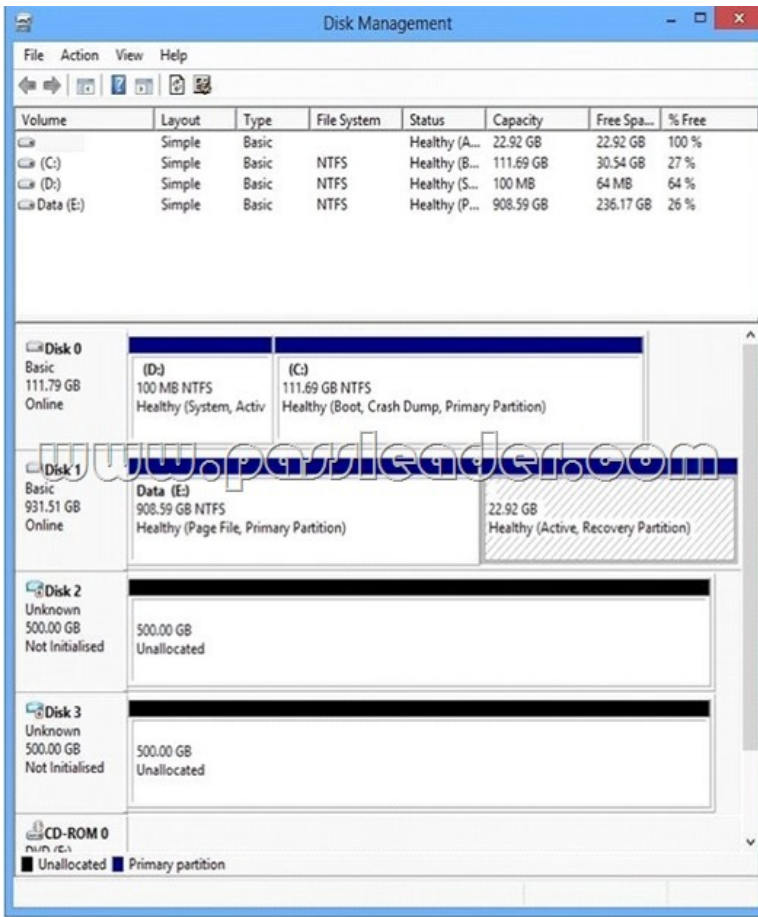 Disk Management
File Action View Help
Volume Layout Type File System Status Capacity Free Spa... % Free
Simple Basic Healthy (A... 22.92 GB 22.92 GB 100 %
(C:) Simple Basic NTFS Healthy (B... 111.69 GB 30.54 GB 27 %
(D:) Simple Basic NTFS Healthy (S... 100 MB 64 MB 64 %
Data (E:) Simple Basic NTFS Healthy (P... 908.59 GB 236.17 GB 26 %
Disk 0
Basic
111.79 GB
Online
(D:)
100 MB NTFS
Healthy (System, Activ
(C:)
111.69 GB NTFS
Healthy (Boot, Crash Dump, Primary Partition)
www.passleader.com
Disk 1
Basic
931.51 GB
Online
Data (E:)
908.59 GB NTFS
Healthy (Page File, Primary Partition)
22.92 GB
Healthy (Active, Recovery Partition)
Disk 2
Unknown
500.00 GB
Not Initialised
500.00 GB
Unallocated
Disk 3
Unknown
500.00 GB
Not Initialised
500.00 GB
Unallocated
CD-ROM 0
Unallocated Primary partition